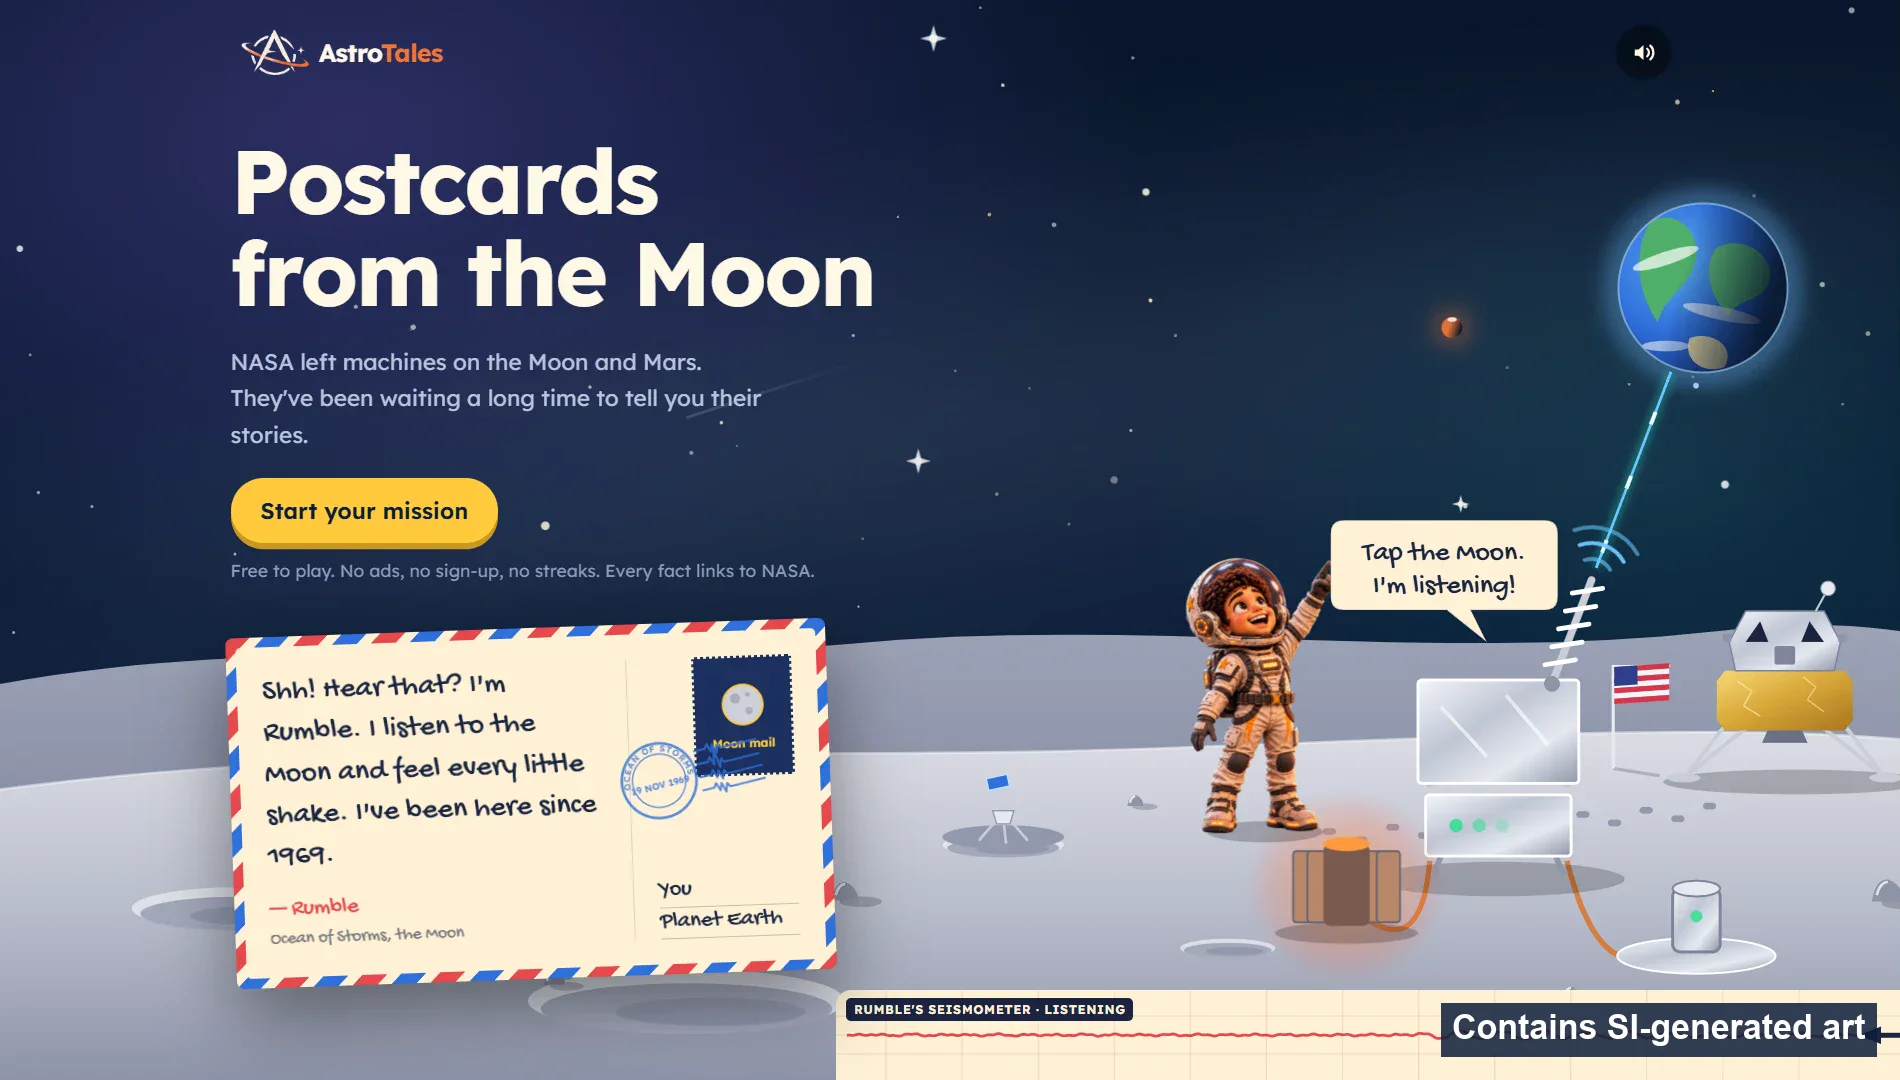 AstroTales
Postcards
from the Moon
NASA left machines on the Moon and Mars.
They've been waiting a long time to tell you their
stories.
Start your mission
Free to play. No ads, no sign-up, no streaks. Every fact links to NASA.
Tap the Moon.
I'm listening!
Shh! Hear that? I'm
Rumble. I listen to the
Moon and feel every little
shake. I've been here since
1969.
— Rumble
Ocean of Storms, the Moon
Moon mail
OCEAN OF STORMS
19 NOV 1969
You
Planet Earth
RUMBLE'S SEISMOMETER · LISTENING
Contains SI-generated art